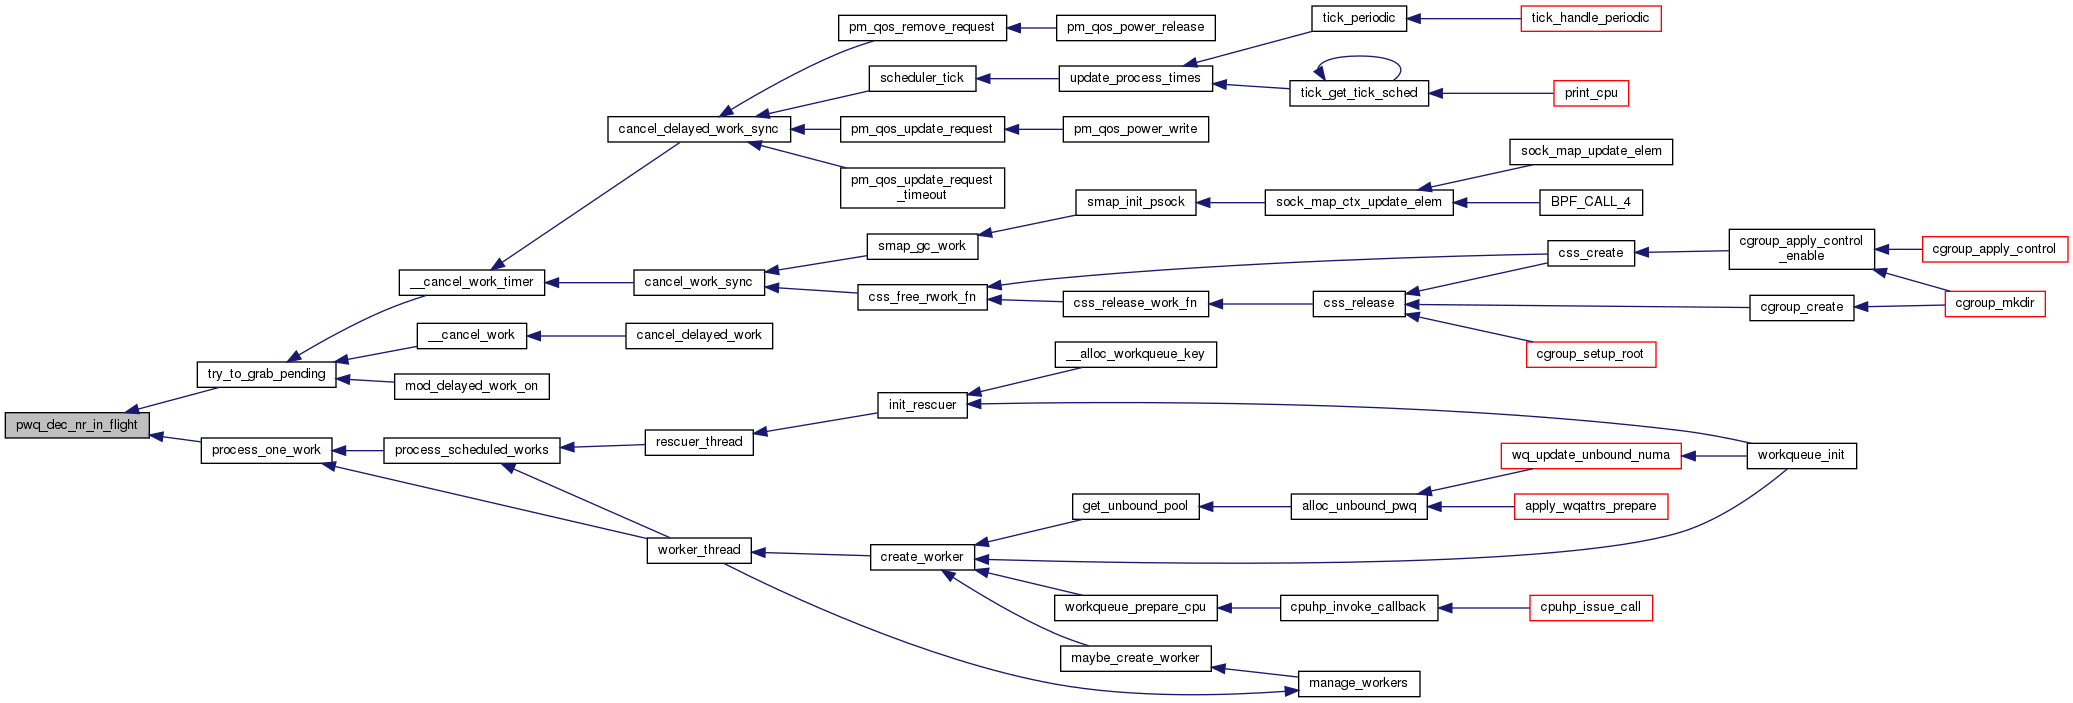 pm_qos_remove_request
pm_qos_power_release
tick_periodic
tick_handle_periodic
scheduler_tick
update_process_times
tick_get_tick_sched
print_cpu
cancel_delayed_work_sync
pm_qos_update_request
pm_qos_power_write
pm_qos_update_request
_timeout
sock_map_update_elem
smap_init_psock
sock_map_ctx_update_elem
BPF_CALL_4
smap_gc_work
css_create
cgroup_apply_control
_enable
cgroup_apply_control
__cancel_work_timer
cancel_work_sync
css_free_rwork_fn
css_release_work_fn
css_release
cgroup_create
cgroup_mkdir
__cancel_work
cancel_delayed_work
cgroup_setup_root
try_to_grab_pending
mod_delayed_work_on
__alloc_workqueue_key
init_rescuer
pwq_dec_nr_in_flight
process_one_work
process_scheduled_works
rescuer_thread
wq_update_unbound_numa
workqueue_init
get_unbound_pool
alloc_unbound_pwq
apply_wqattrs_prepare
worker_thread
create_worker
workqueue_prepare_cpu
cpuhp_invoke_callback
cpuhp_issue_call
maybe_create_worker
manage_workers